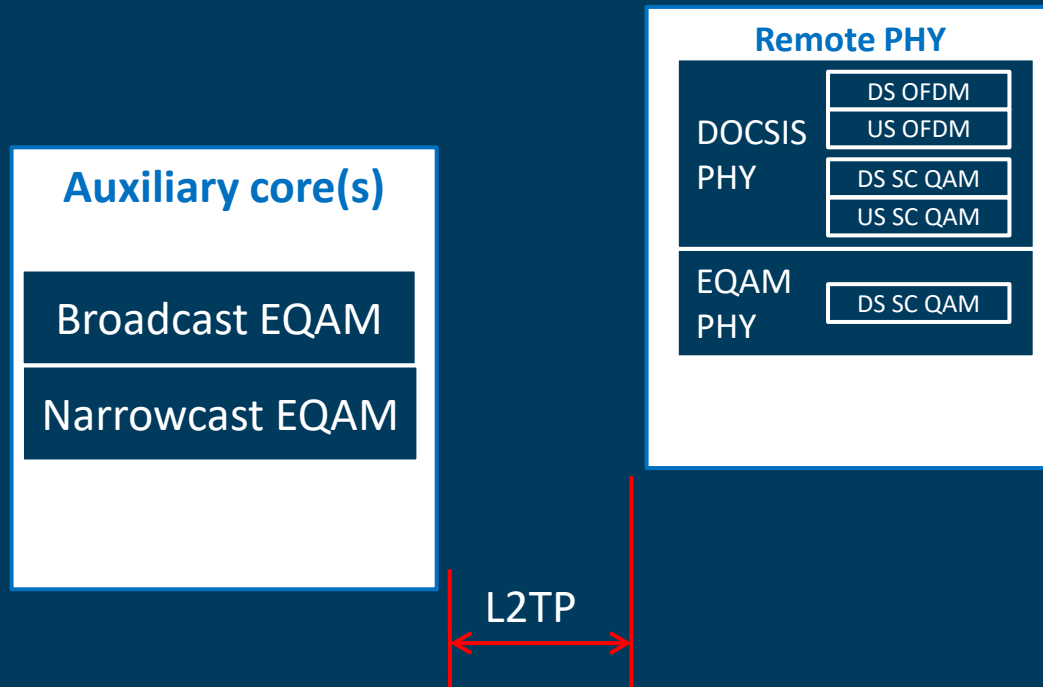 Auxiliary core(s)
Broadcast EQAM
Narrowcast EQAM
L2TP
Remote PHY
DOCSIS
PHY
DS OFDM
US OFDM
DS SC QAM
US SC QAM
EQAM
PHY
DS SC QAM